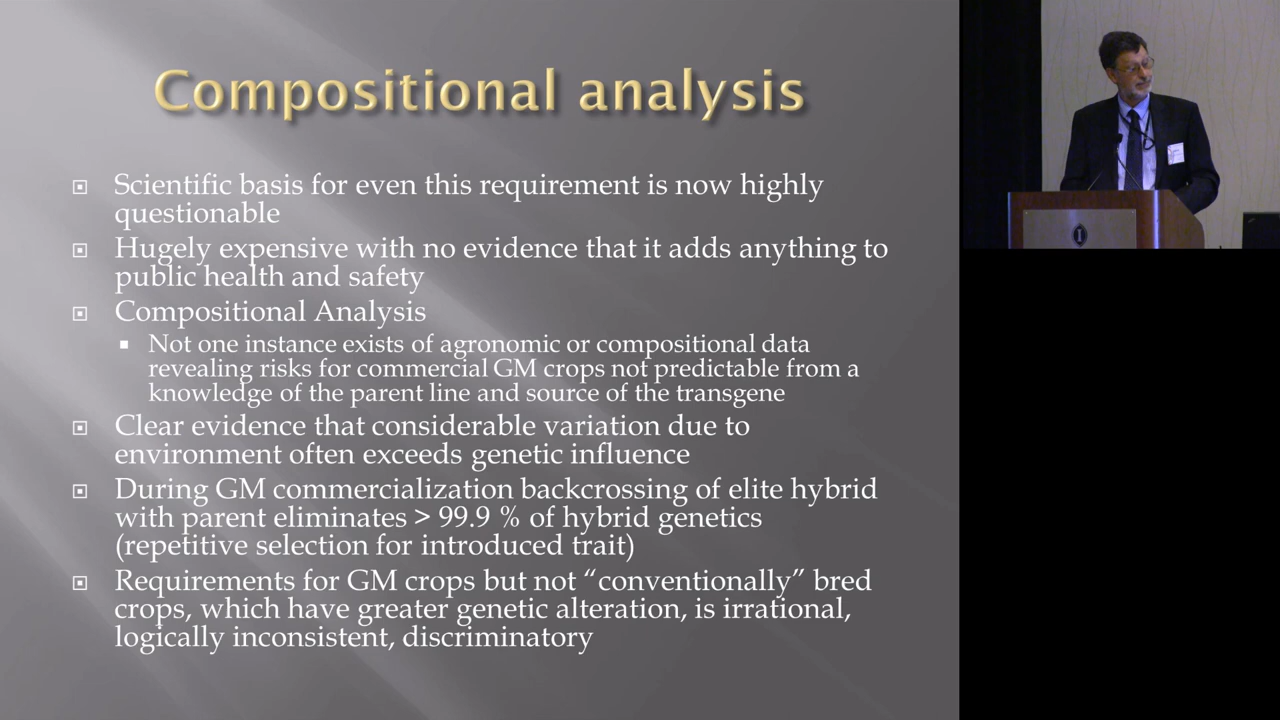 Compositional analysis
Scientific basis for even this requirement is now highly
questionable
Hugely expensive with no evidence that it adds anything to
public health and safety
Compositional Analysis
Not one instance exists of agronomic or compositional data
revealing risks for commercial GM crops not predictable from a
knowledge of the parent line and source of the transgene
Clear evidence that considerable variation due to
environment often exceeds genetic influence
During GM commercialization backcrossing of elite hybrid
with parent eliminates > 99.9 % of hybrid genetics
(repetitive selection for introduced trait)
Requirements for GM crops but not “conventionally” bred
crops, which have greater genetic alteration, is irrational,
logically inconsistent, discriminatory